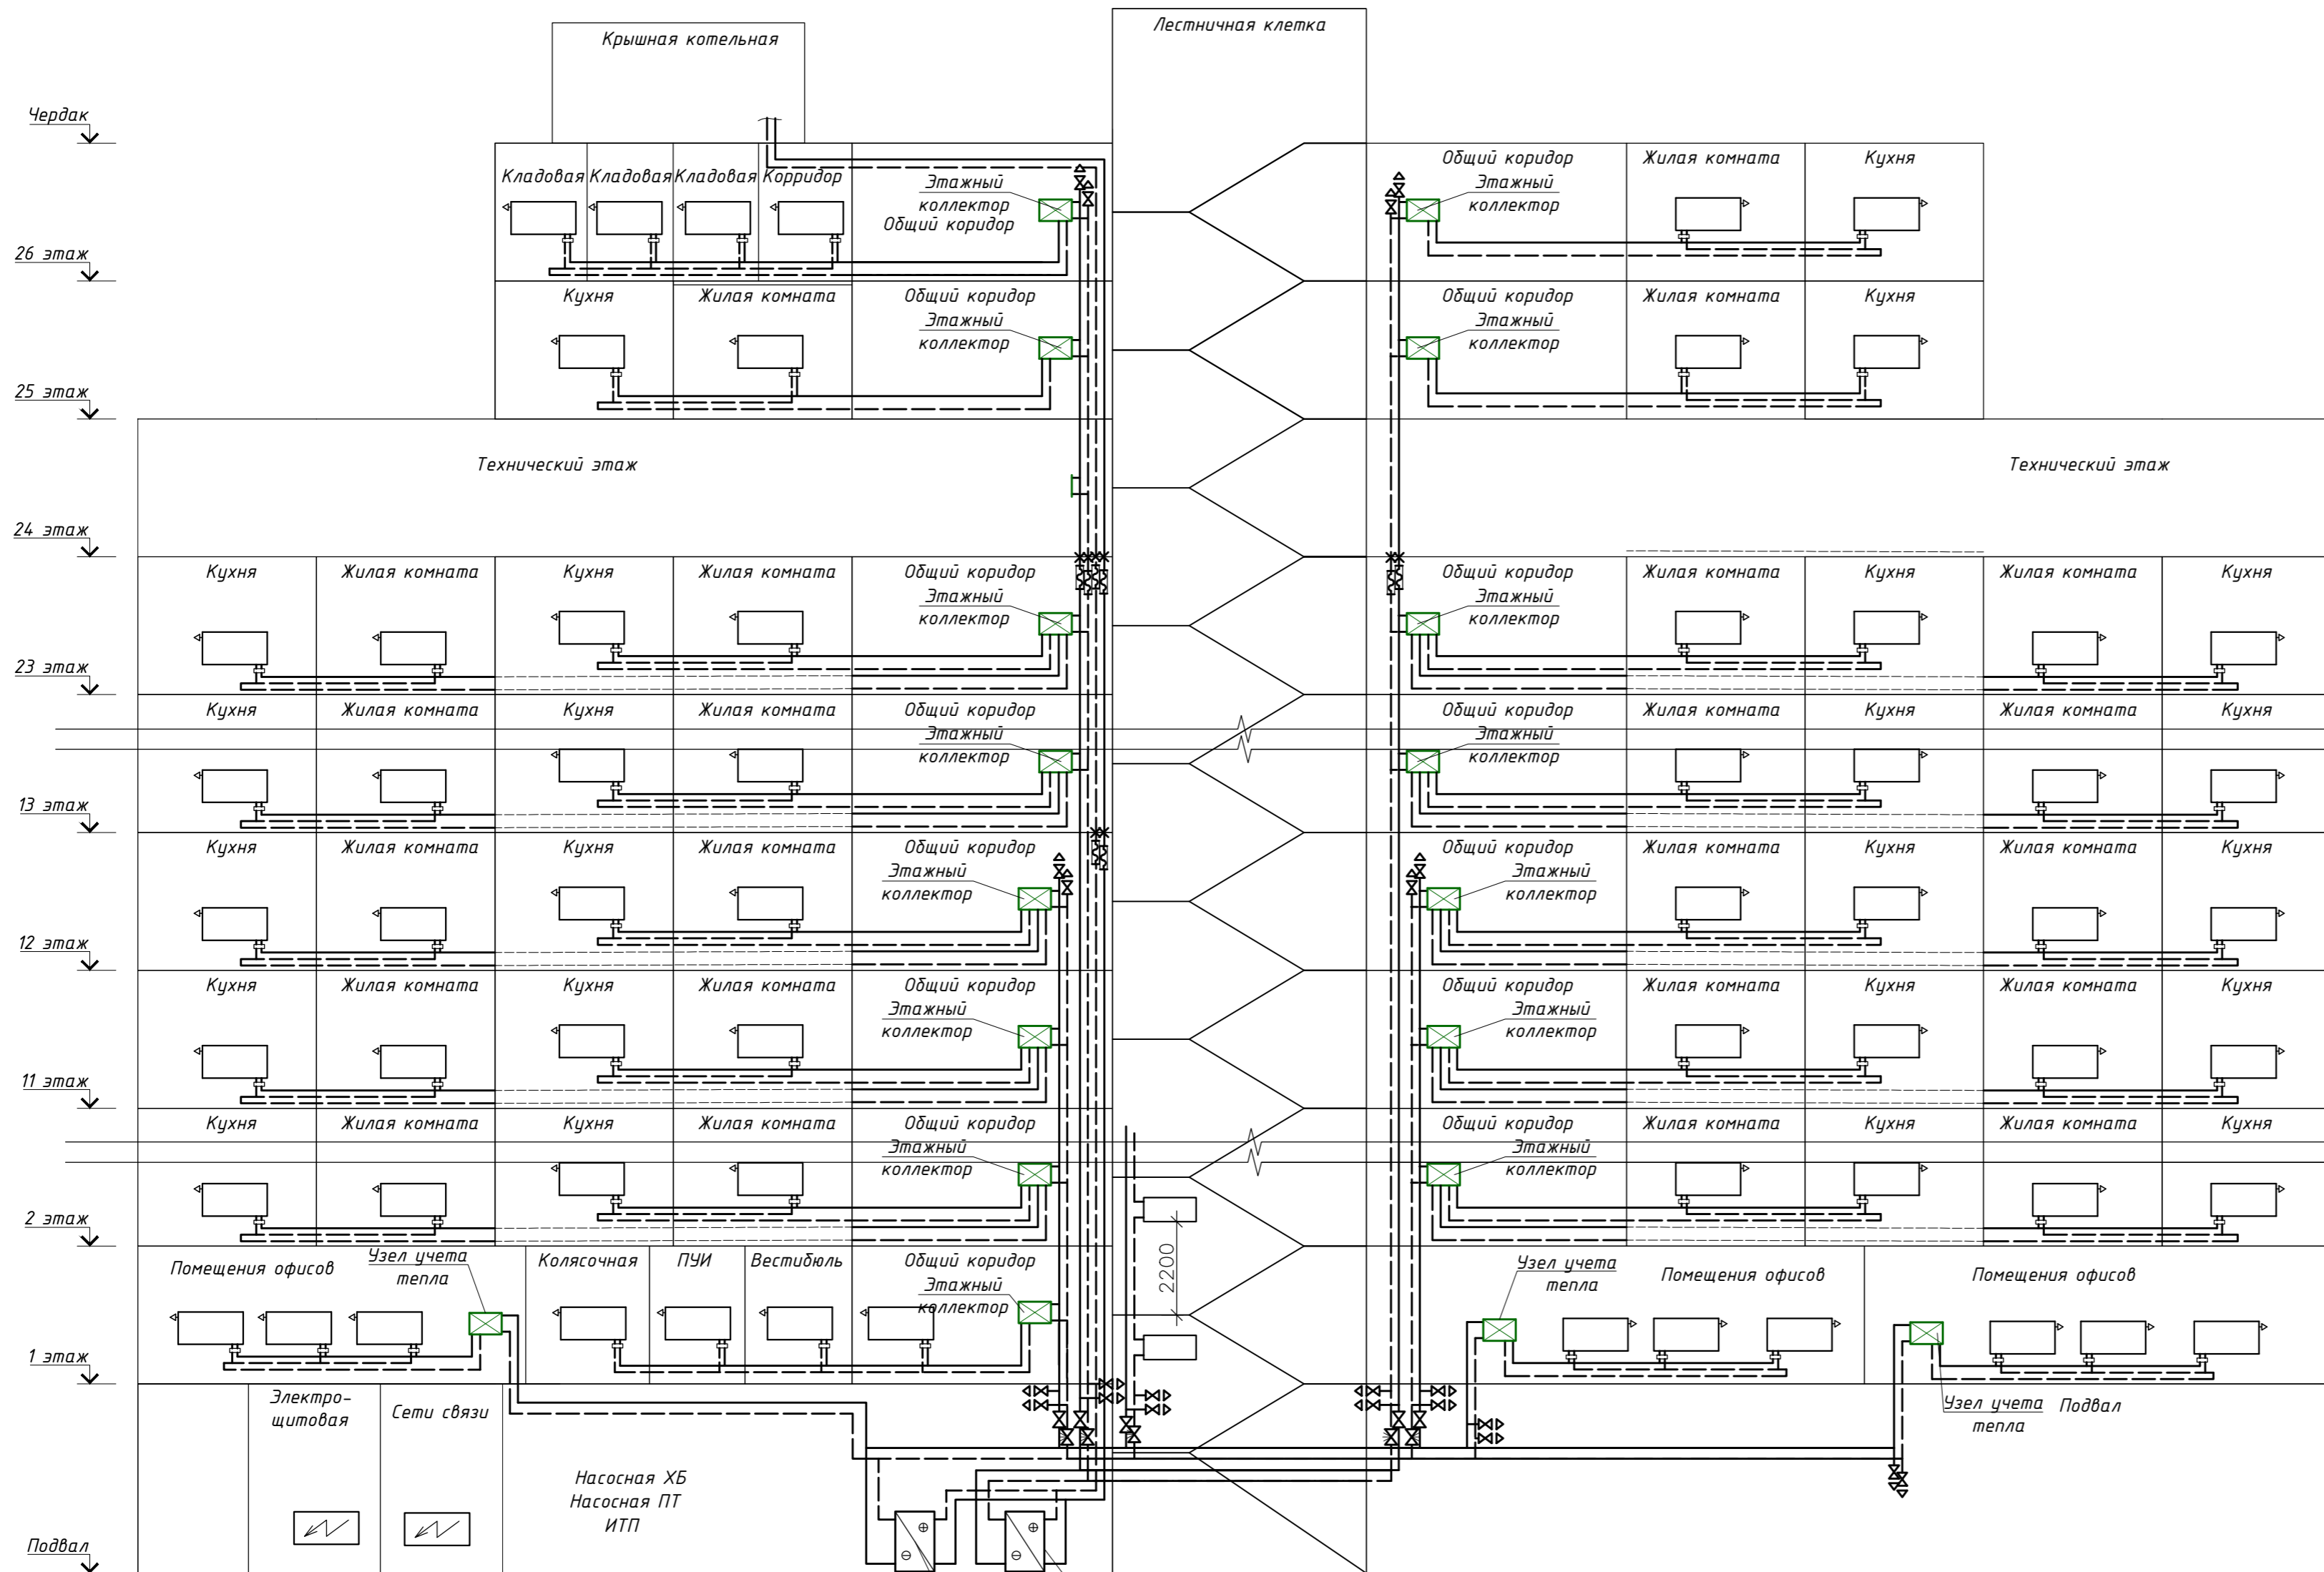 Крышная котельная
Лестничная клетка
Чердак
Кладовая
Кладовая
Кладовая
Корридор
Этажный
коллектор
Общий коридор
Общий коридор
Этажный
коллектор
Жилая комната
Кухня
26 этаж
Кухня
Жилая комната
Общий коридор
Этажный
коллектор
Общий коридор
Этажный
коллектор
Жилая комната
Кухня
25 этаж
Технический этаж
Технический этаж
24 этаж
Кухня
Жилая комната
Кухня
Жилая комната
Общий коридор
Этажный
коллектор
Общий коридор
Этажный
коллектор
Жилая комната
Кухня
Жилая комната
Кухня
23 этаж
Кухня
Жилая комната
Кухня
Жилая комната
Общий коридор
Этажный
коллектор
Общий коридор
Этажный
коллектор
Жилая комната
Кухня
Жилая комната
Кухня
13 этаж
Кухня
Жилая комната
Кухня
Жилая комната
Общий коридор
Этажный
коллектор
Общий коридор
Этажный
коллектор
Жилая комната
Кухня
Жилая комната
Кухня
12 этаж
Кухня
Жилая комната
Кухня
Жилая комната
Общий коридор
Этажный
коллектор
Общий коридор
Этажный
коллектор
Жилая комната
Кухня
Жилая комната
Кухня
11 этаж
Кухня
Жилая комната
Кухня
Жилая комната
Общий коридор
Этажный
коллектор
Общий коридор
Этажный
коллектор
Жилая комната
Кухня
Жилая комната
Кухня
2 этаж
Помещения офисов
Узел учета
тепла
Колясочная
ПУИ
Вестибюль
Общий коридор
Этажный
коллектор
2200
Узел учета
тепла
Помещения офисов
Помещения офисов
1 этаж
Электро-
щитовая
Сети связи
Узел учета
тепла
Подвал
Насосная ХБ
Насосная ПТ
ИТП
Подвал